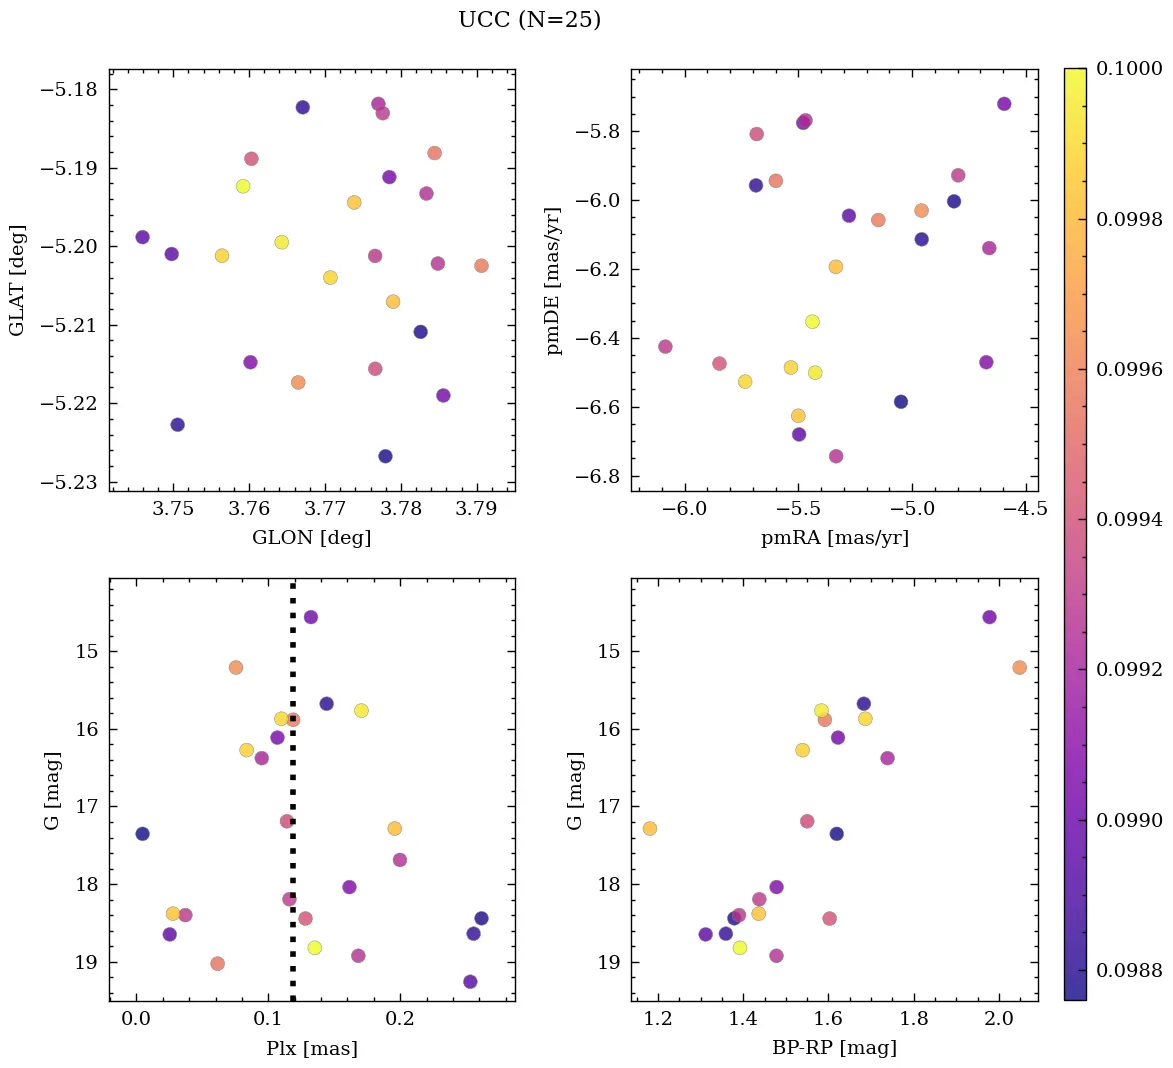 UCC (N=25)
−5.18
−5.19
−5.20
−5.21
−5.22
−5.23
GLAT [deg]
3.75 3.76 3.77 3.78 3.79
GLON [deg]
−5.8
−6.0
−6.2
−6.4
−6.6
−6.8
pmDE [mas/yr]
−6.0 −5.5 −5.0 −4.5
pmRA [mas/yr]
15
16
17
18
19
G [mag]
0.0 0.1 0.2
Plx [mas]
15
16
17
18
19
G [mag]
1.2 1.4 1.6 1.8 2.0
BP-RP [mag]
0.1000
0.0998
0.0996
0.0994
0.0992
0.0990
0.0988